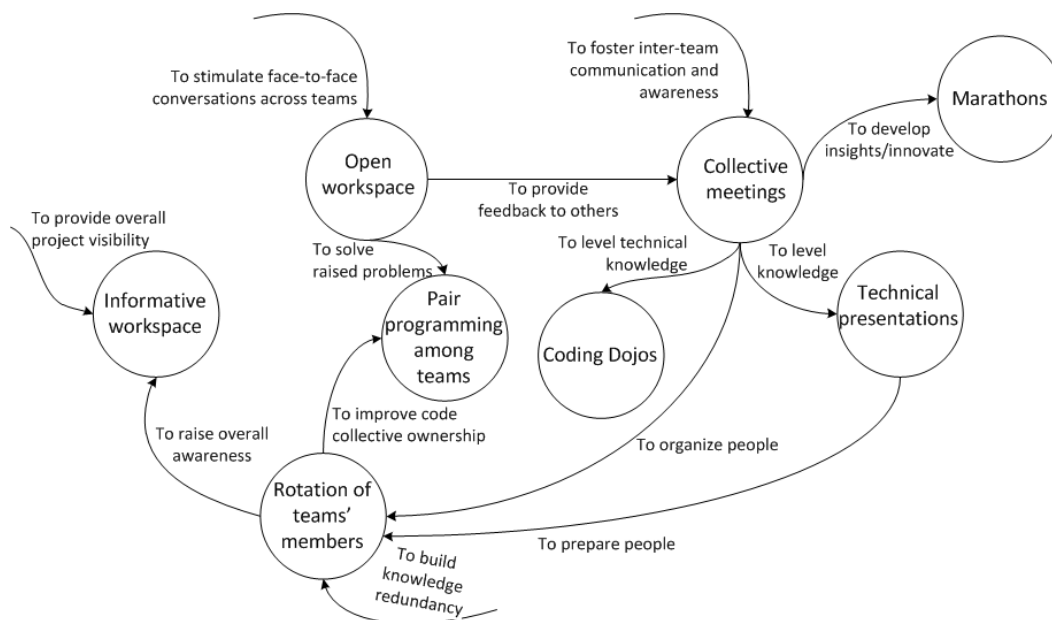 To stimulate face-to-face
conversations across teams
To foster inter-team
communication and
awareness
Marathons
To develop
insights/innovate
Open
workspace
Collective
meetings
To provide
feedback to others
To provide overall
project visibility
To solve
raised problems
To level technical
knowledge
To level
knowledge
Informative
workspace
Pair
programming
among
teams
Coding Dojos
Technical
presentations
To improve code
collective ownership
To raise overall
awareness
To organize people
Rotation of
teams’
members
To prepare people
To build
knowledge
redundancy